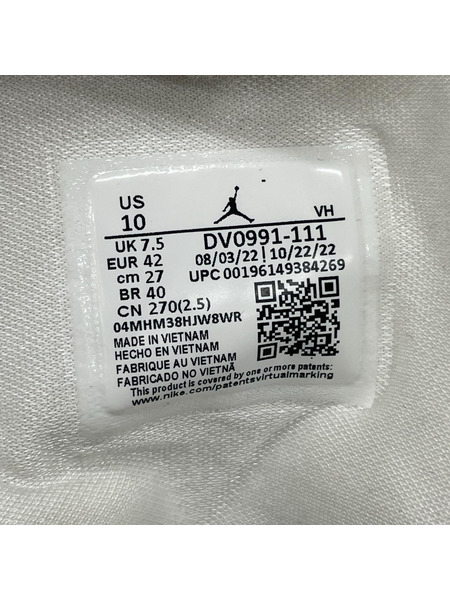 US
10
VH
UK 7.5
DV0991-111
EUR 42
08/03/22 | 10/22/22
cm 27
UPC 00196149384269
BR 40
CN 270(2.5)
04MHM38HJW8WR
MADE IN VIETNAM
HECHO EN VIETNAM
FABRIQUE AU VIETNAM
FABRICADO NO VIETNÃ
This product is covered by one or more patents:
www.nike.com/patentsvirtualmarking